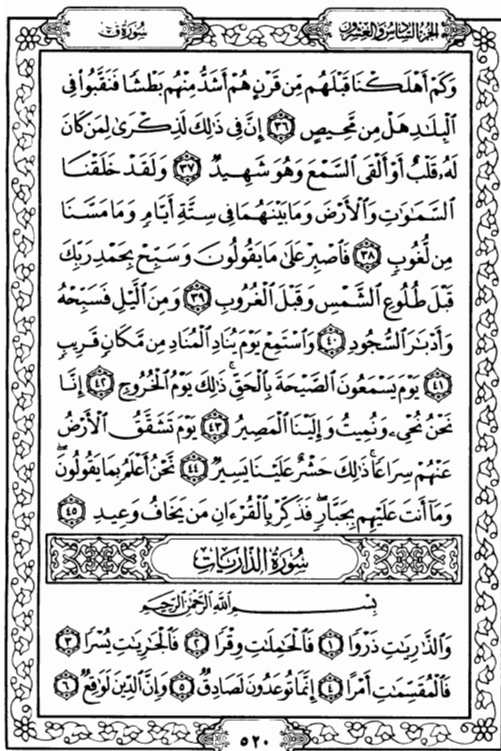 الجزء السادس والعشرون
سورة ق
وَكَمْ أَهْلَكْنَا قَبْلَهُم مِّن قَرْنٍ هُمْ أَشَدُّ مِنْهُم بَطْشًا فَنَقَّبُوا۟ فِى
ٱلْبِلَٰدِ هَلْ مِن مَّحِيصٍ ٣٦ إِنَّ فِى ذَٰلِكَ لَذِكْرَىٰ لِمَن كَانَ
لَهُۥ قَلْبٌ أَوْ أَلْقَى ٱلسَّمْعَ وَهُوَ شَهِيدٌ ٣٧ وَلَقَدْ خَلَقْنَا
ٱلسَّمَٰوَٰتِ وَٱلْأَرْضَ وَمَا بَيْنَهُمَا فِى سِتَّةِ أَيَّامٍ وَمَا مَسَّنَا
مِن لُّغُوبٍ ٣٨ فَٱصْبِرْ عَلَىٰ مَا يَقُولُونَ وَسَبِّحْ بِحَمْدِ رَبِّكَ
قَبْلَ طُلُوعِ ٱلشَّمْسِ وَقَبْلَ ٱلْغُرُوبِ ٣٩ وَمِنَ ٱلَّيْلِ فَسَبِّحْهُ
وَأَدْبَٰرَ ٱلسُّجُودِ ٤٠ وَٱسْتَمِعْ يَوْمَ يُنَادِ ٱلْمُنَادِ مِن مَّكَانٍ قَرِيبٍ
٤١ يَوْمَ يَسْمَعُونَ ٱلصَّيْحَةَ بِٱلْحَقِّ ۚ ذَٰلِكَ يَوْمُ ٱلْخُرُوجِ ٤٢ إِنَّا
نَحْنُ نُحْىِۦ وَنُمِيتُ وَإِلَيْنَا ٱلْمَصِيرُ ٤٣ يَوْمَ تَشَقَّقُ ٱلْأَرْضُ
عَنْهُمْ سِرَاعًا ۚ ذَٰلِكَ حَشْرٌ عَلَيْنَا يَسِيرٌ ٤٤ نَّحْنُ أَعْلَمُ بِمَا يَقُولُونَ ۖ
وَمَآ أَنتَ عَلَيْهِم بِجَبَّارٍ ۖ فَذَكِّرْ بِٱلْقُرْءَانِ مَن يَخَافُ وَعِيدِ ٤٥
سورة الذاريات
بِسْمِ ٱللَّهِ ٱلرَّحْمَٰنِ ٱلرَّحِيمِ
وَٱلذَّٰرِيَٰتِ ذَرْوًا ١ فَٱلْحَٰمِلَٰتِ وِقْرًا ٢ فَٱلْجَٰرِيَٰتِ يُسْرًا ٣
فَٱلْمُقَسِّمَٰتِ أَمْرًا ٤ إِنَّمَا تُوعَدُونَ لَصَادِقٌ ٥ وَإِنَّ ٱلدِّينَ لَوَٰقِعٌ ٦
٥٢٠